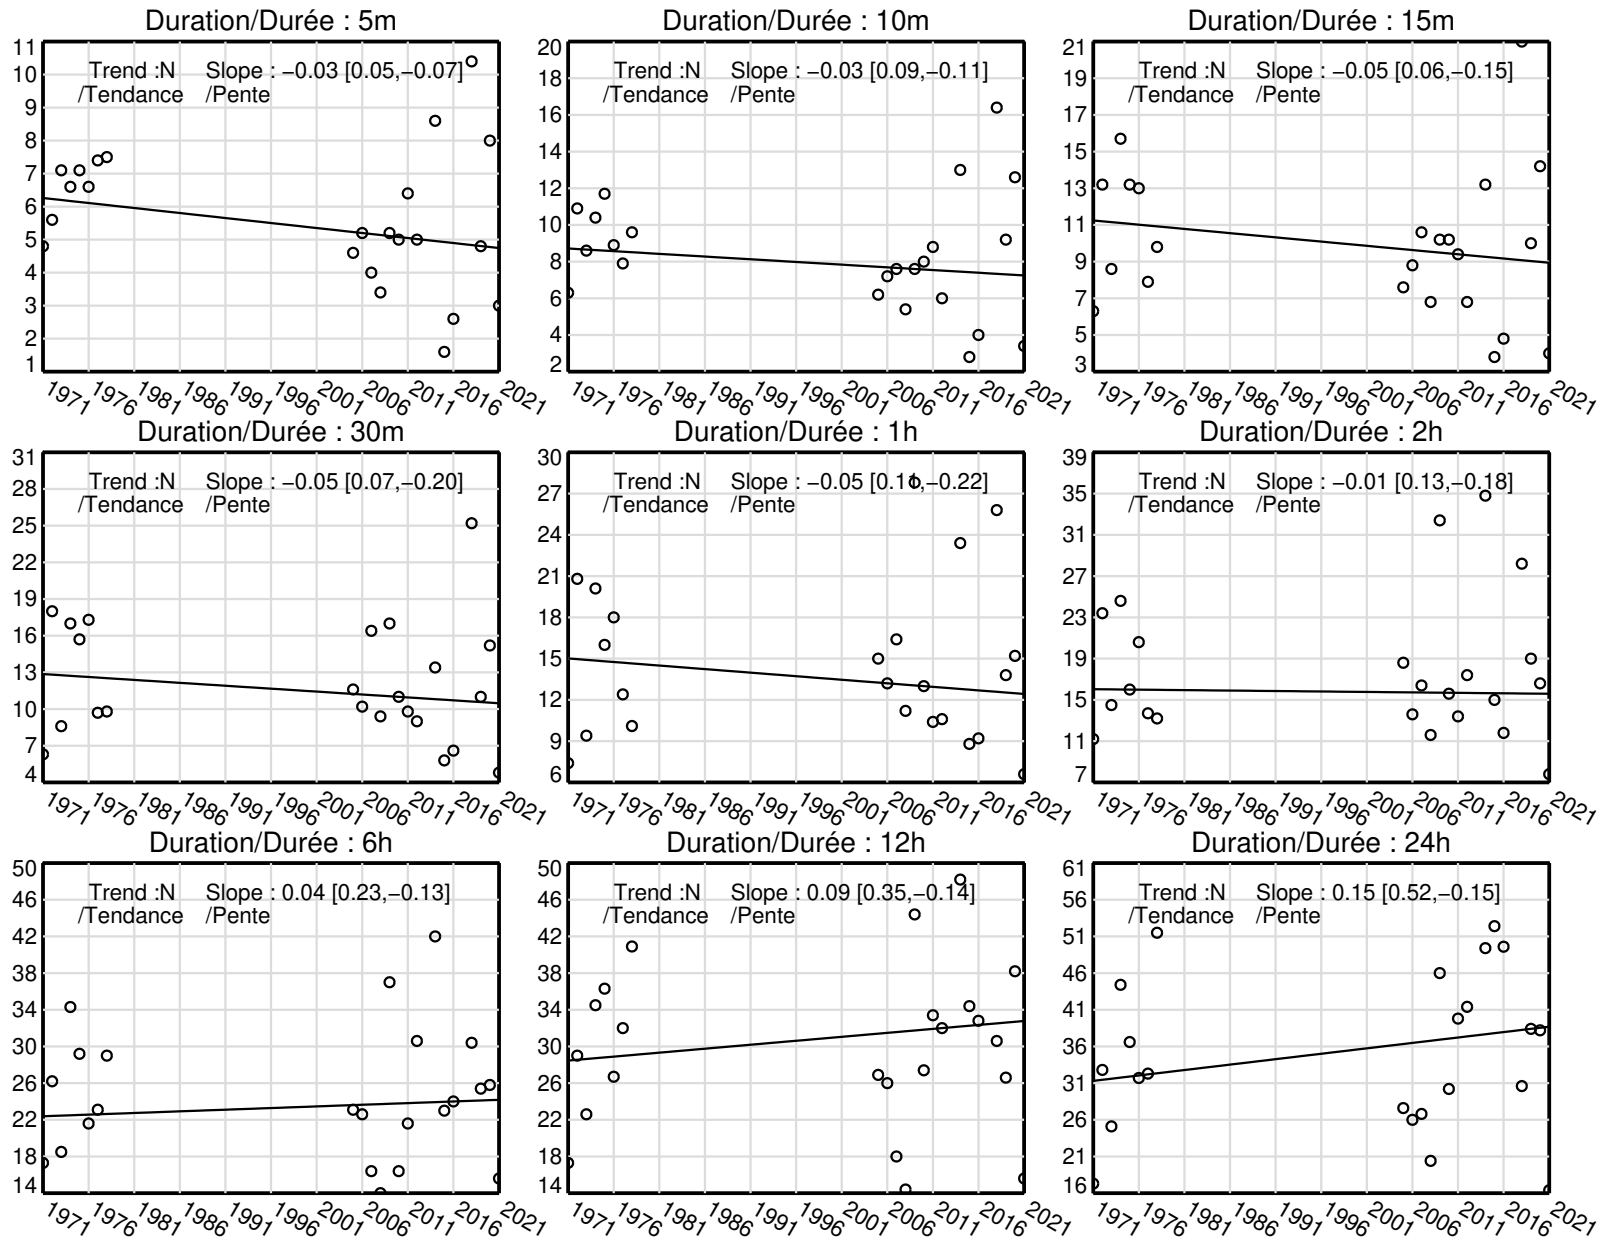 Duration/Durée : 5m
11
10
9
8
7
6
5
4
3
2
1
Trend :N Slope : −0.03 [0.05,−0.07]
/Tendance /Pente
1971 1976 1981 1986 1991 1996 2001 2006 2011 2016 2021
Duration/Durée : 10m
20
18
16
14
12
10
8
6
4
2
Trend :N Slope : −0.03 [0.09,−0.11]
/Tendance /Pente
1971 1976 1981 1986 1991 1996 2001 2006 2011 2016 2021
Duration/Durée : 15m
21
19
17
15
13
11
9
7
5
3
Trend :N Slope : −0.05 [0.06,−0.15]
/Tendance /Pente
1971 1976 1981 1986 1991 1996 2001 2006 2011 2016 2021
Duration/Durée : 30m
31
28
25
22
19
16
13
10
7
4
Trend :N Slope : −0.05 [0.07,−0.20]
/Tendance /Pente
1971 1976 1981 1986 1991 1996 2001 2006 2011 2016 2021
Duration/Durée : 1h
30
27
24
21
18
15
12
9
6
Trend :N Slope : −0.05
/Tendance /Pente
1971 1976 1981 1986 1991 1996 2001 2006 2011 2016 2021
Duration/Durée : 2h
39
35
31
27
23
19
15
11
7
Trend :N Slope : −0.01 [0.13,−0.18]
/Tendance /Pente
1971 1976 1981 1986 1991 1996 2001 2006 2011 2016 2021
Duration/Durée : 6h
50
46
42
38
34
30
26
22
18
14
Trend :N Slope : 0.04 [0.23,−0.13]
/Tendance /Pente
1971 1976 1981 1986 1991 1996 2001 2006 2011 2016 2021
Duration/Durée : 12h
50
46
42
38
34
30
26
22
18
14
Trend :N Slope : 0.09 [0.35,−0.14]
/Tendance /Pente
1971 1976 1981 1986 1991 1996 2001 2006 2011 2016 2021
Duration/Durée : 24h
61
56
51
46
41
36
31
26
21
16
Trend :N Slope : 0.15 [0.52,−0.15]
/Tendance /Pente
1971 1976 1981 1986 1991 1996 2001 2006 2011 2016 2021